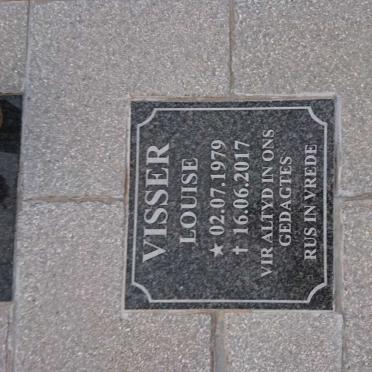 VISSER
LOUISE
★ 02.07.1979
✝ 16.06.2017
VIR ALTYD IN ONS
GEDAGTES
RUS IN VREDE